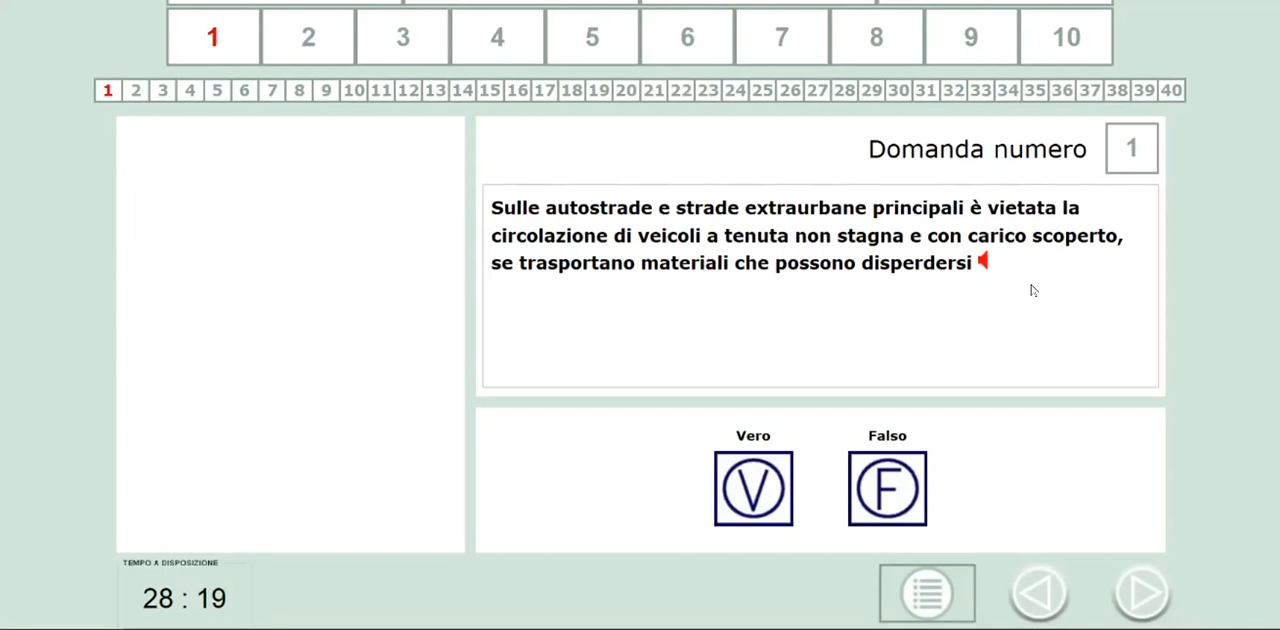 1 2 3 4 5 6 7 8 9 10
1 2 3 4 5 6 7 8 9 10 11 12 13 14 15 16 17 18 19 20 21 22 23 24 25 26 27 28 29 30 31 32 33 34 35 36 37 38 39 40
Domanda numero 1
Sulle autostrade e strade extraurbane principali è vietata la
circolazione di veicoli a tenuta non stagna e con carico scoperto,
se trasportano materiali che possono disperdersi
Vero Falso
V F
TEMPO A DISPOSIZIONE
28 : 19